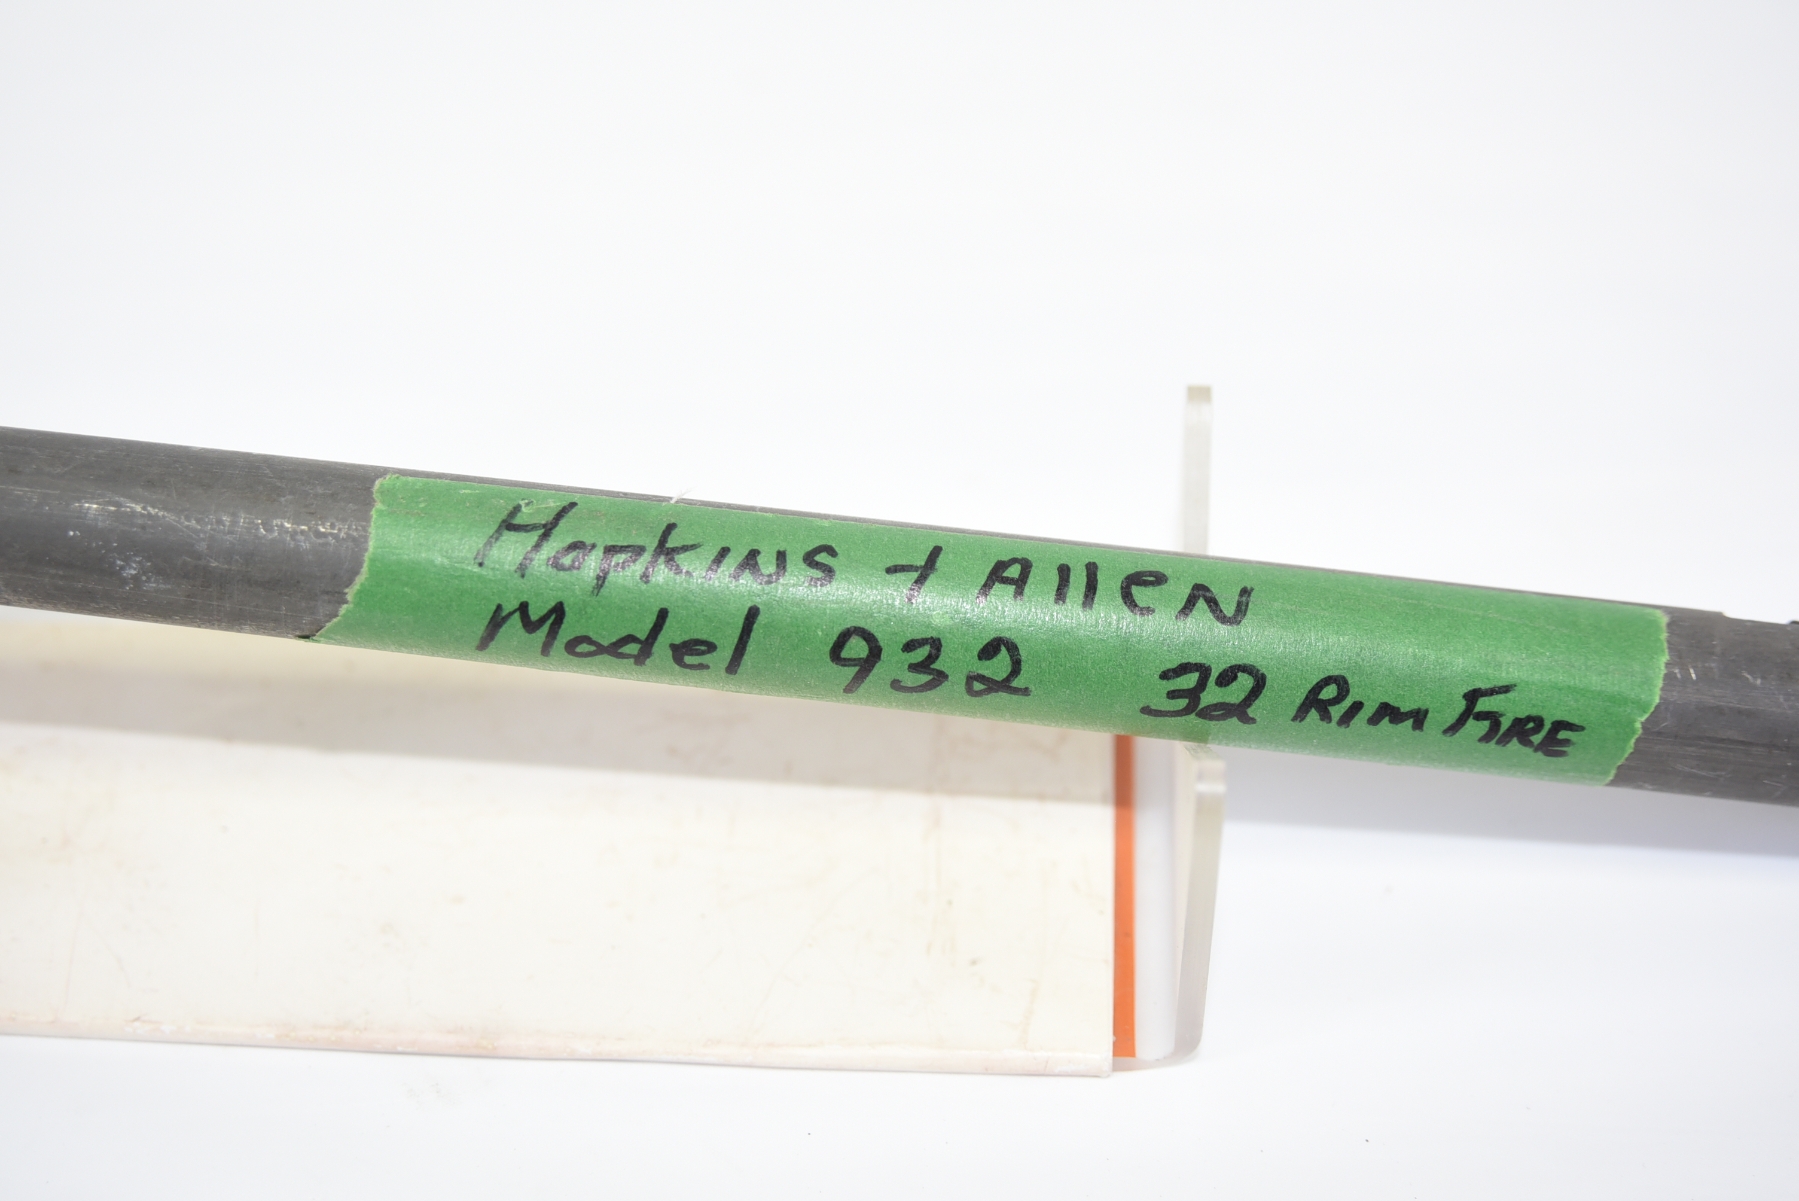 Hopkins + Allen
Model 932 32 Rim Fire